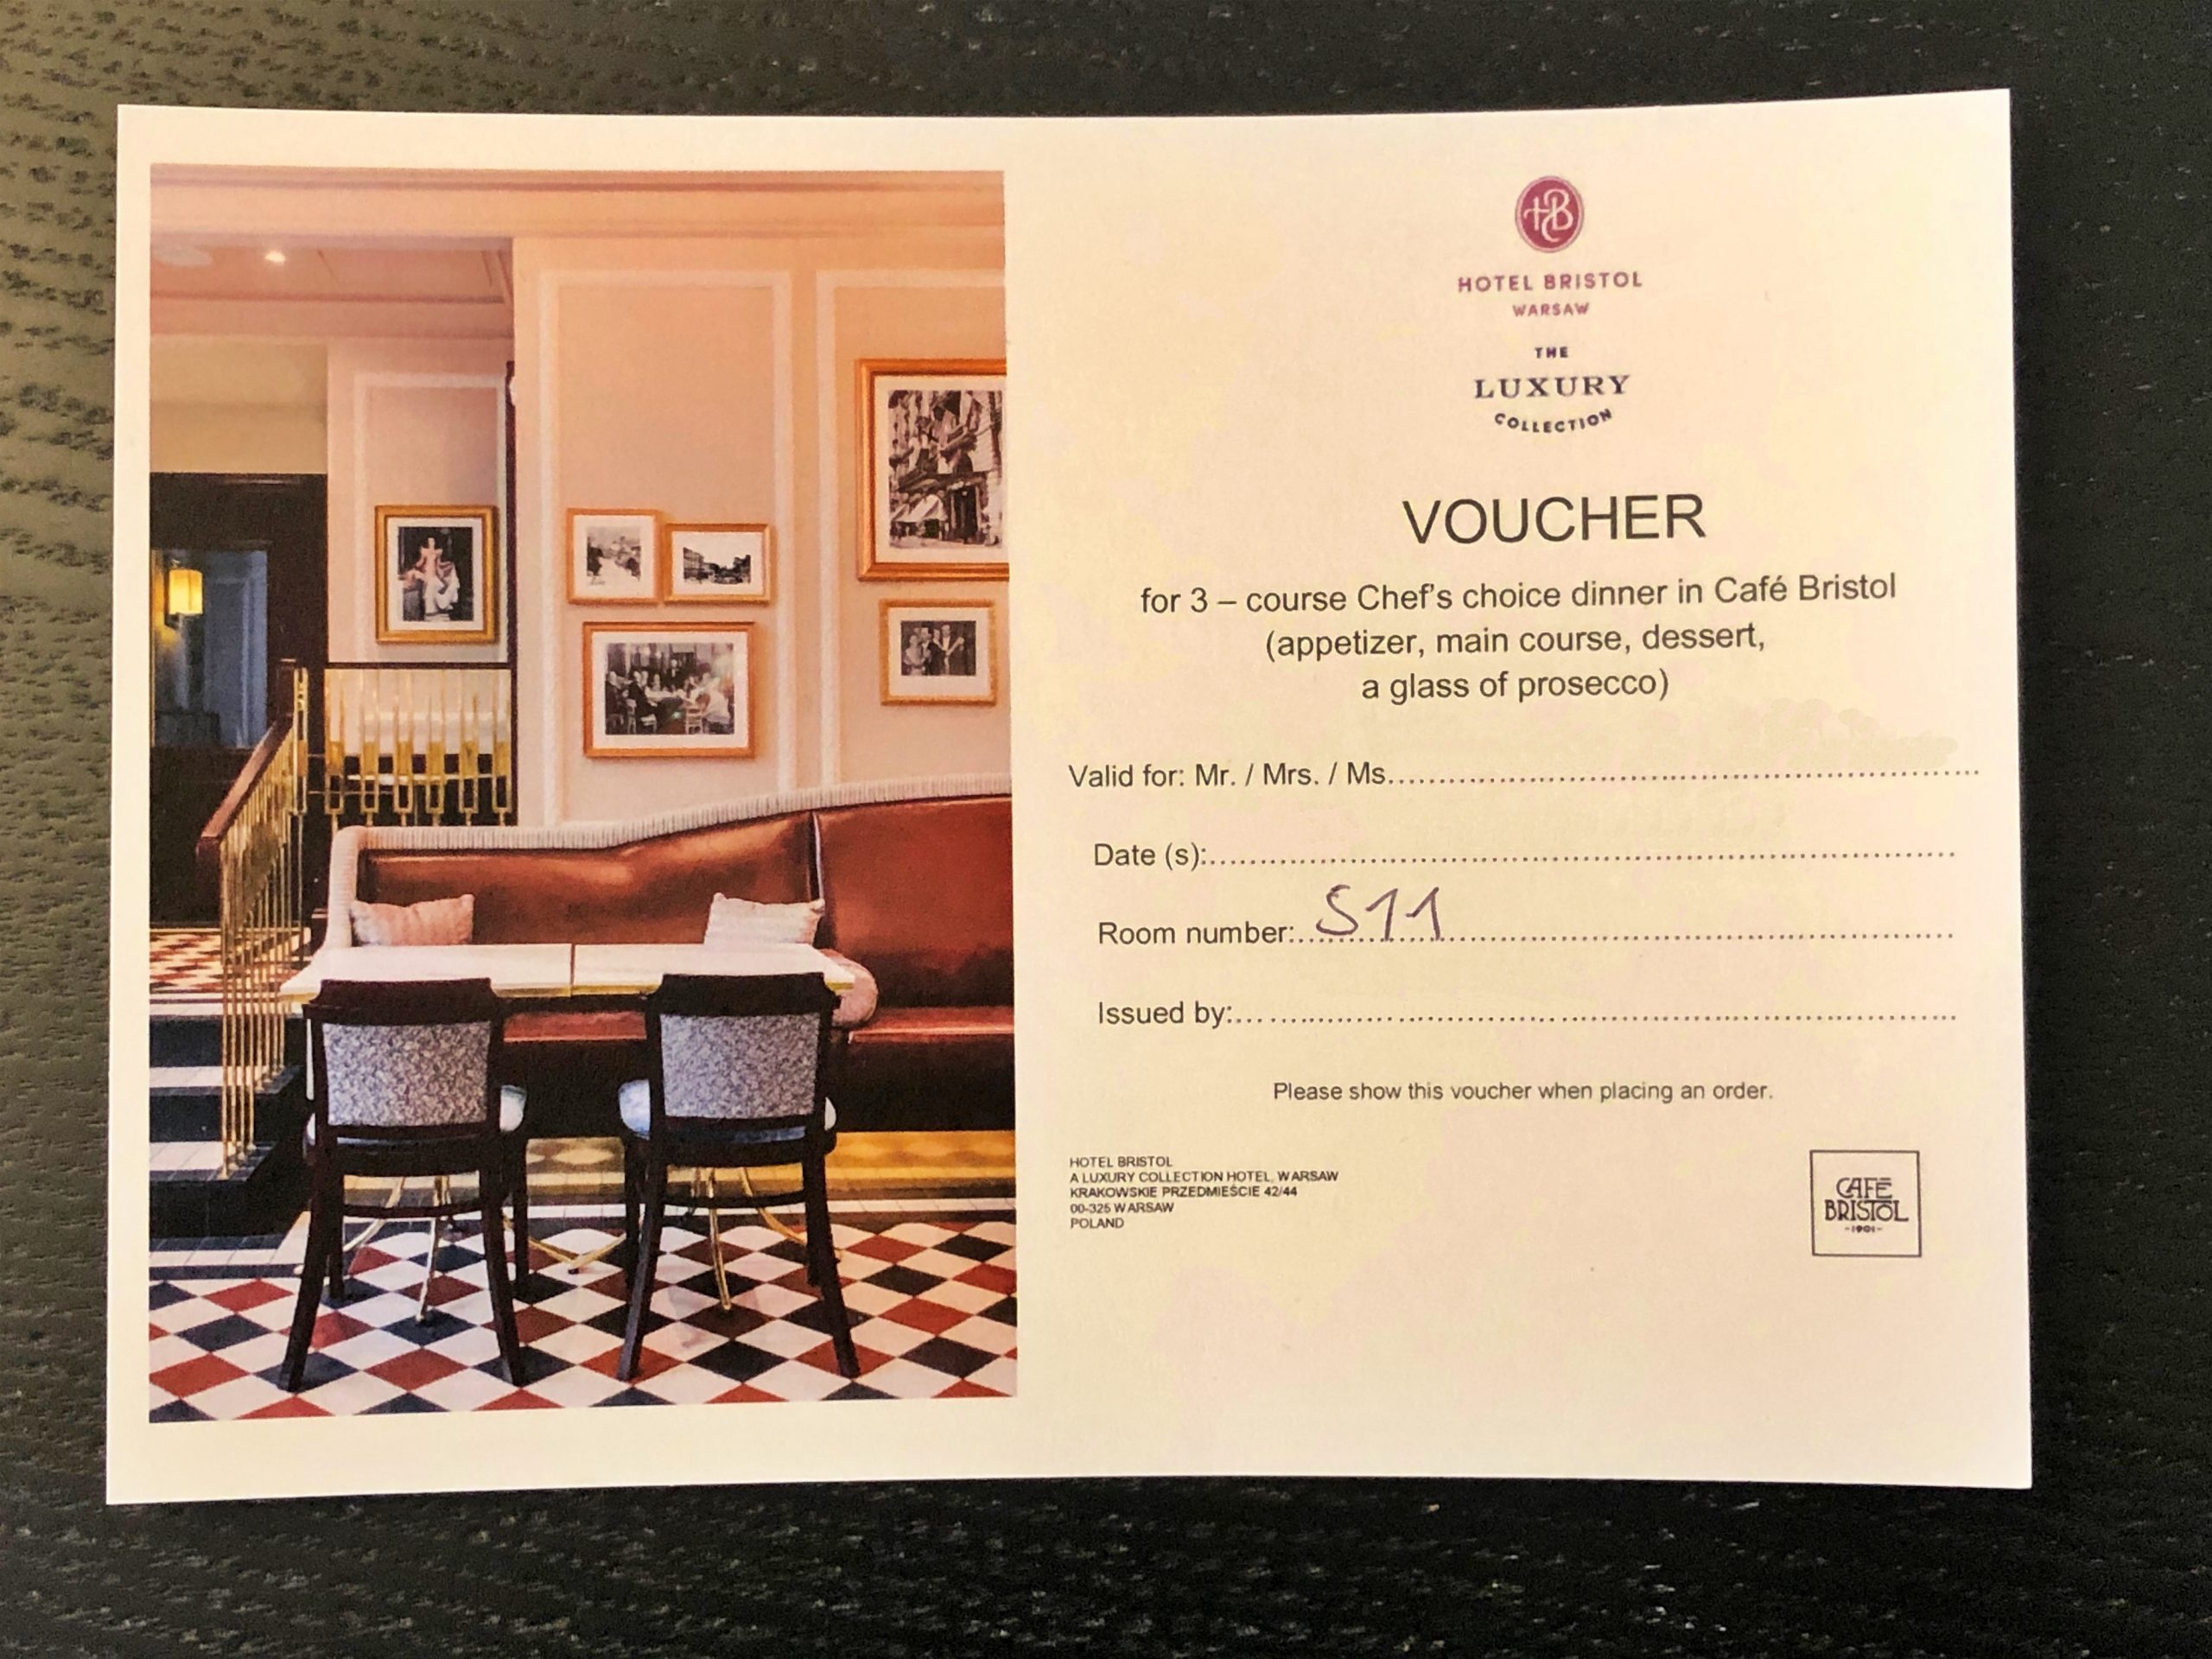 HB
HOTEL BRISTOL
WARSAW
THE
LUXURY
COLLECTION
VOUCHER
for 3 – course Chef's choice dinner in Café Bristol
(appetizer, main course, dessert,
a glass of prosecco)
Valid for: Mr. / Mrs. / Ms.......................................................................
Date (s):.......................................................................
Room number: 511
Issued by:.......................................................................
Please show this voucher when placing an order.
HOTEL BRISTOL
A LUXURY COLLECTION HOTEL, WARSAW
KRAKOWSKIE PRZEDMIEŚCIE 42/44
00-325 WARSAW
POLAND
CAFÉ
BRISTOL
-1901-